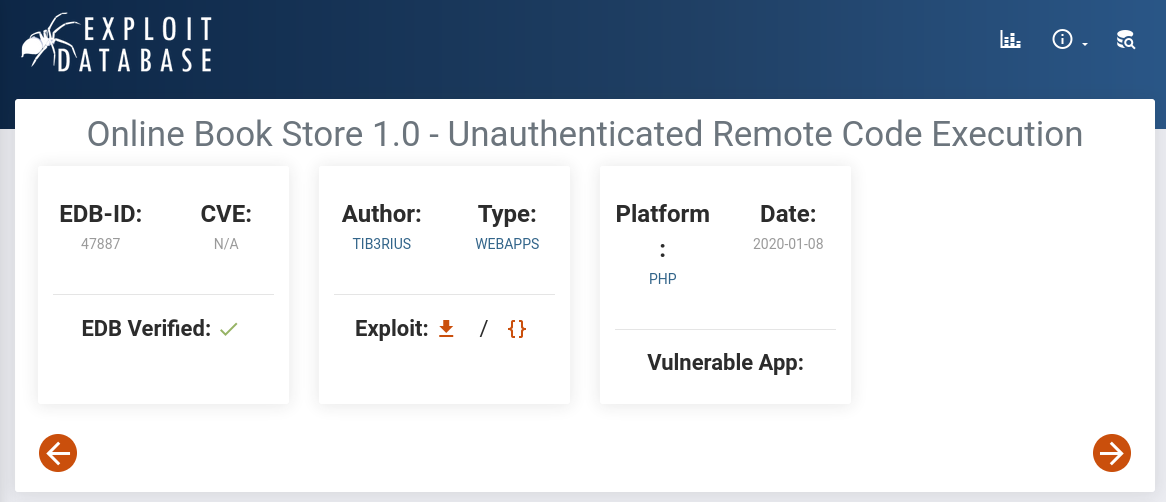 EXPLOIT
DATABASE
Online Book Store 1.0 - Unauthenticated Remote Code Execution
EDB-ID:
47887
CVE:
N/A
EDB Verified:
Author:
TIB3RIUS
Type:
WEBAPPS
Exploit: / {}
Platform
:
PHP
Date:
2020-01-08
Vulnerable App: